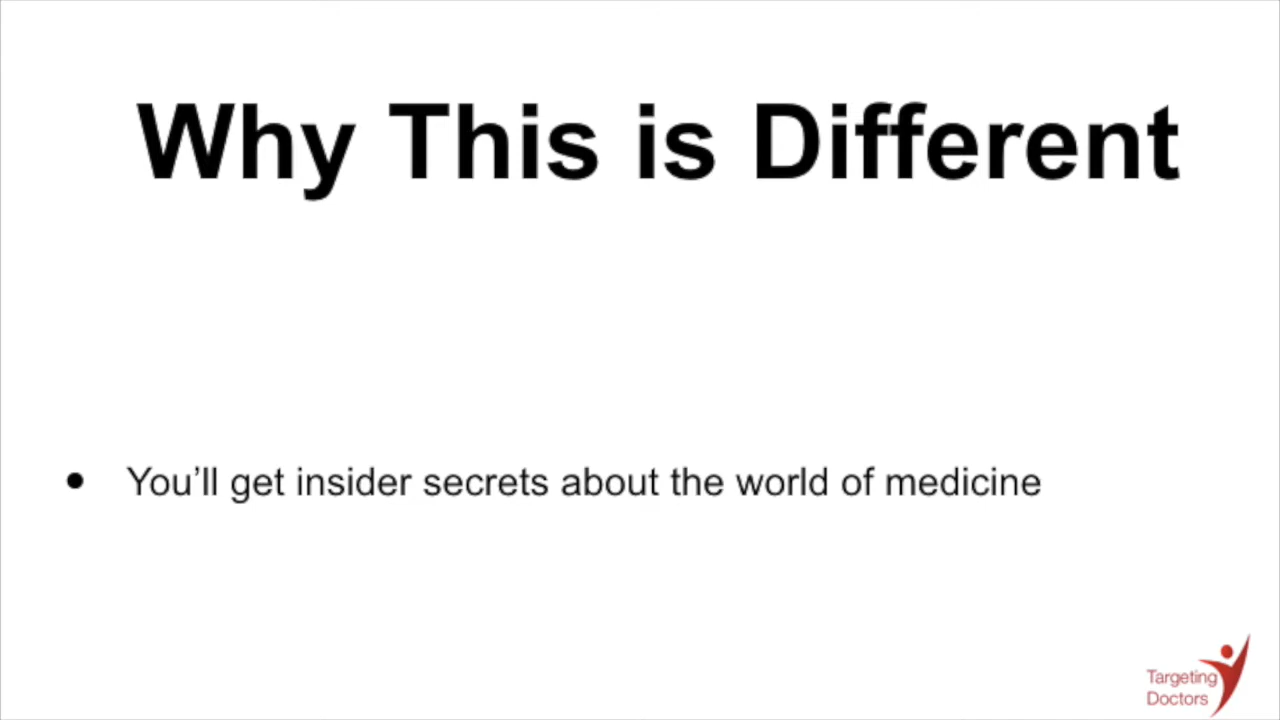 Why This is Different
• You’ll get insider secrets about the world of medicine
Targeting
Doctors